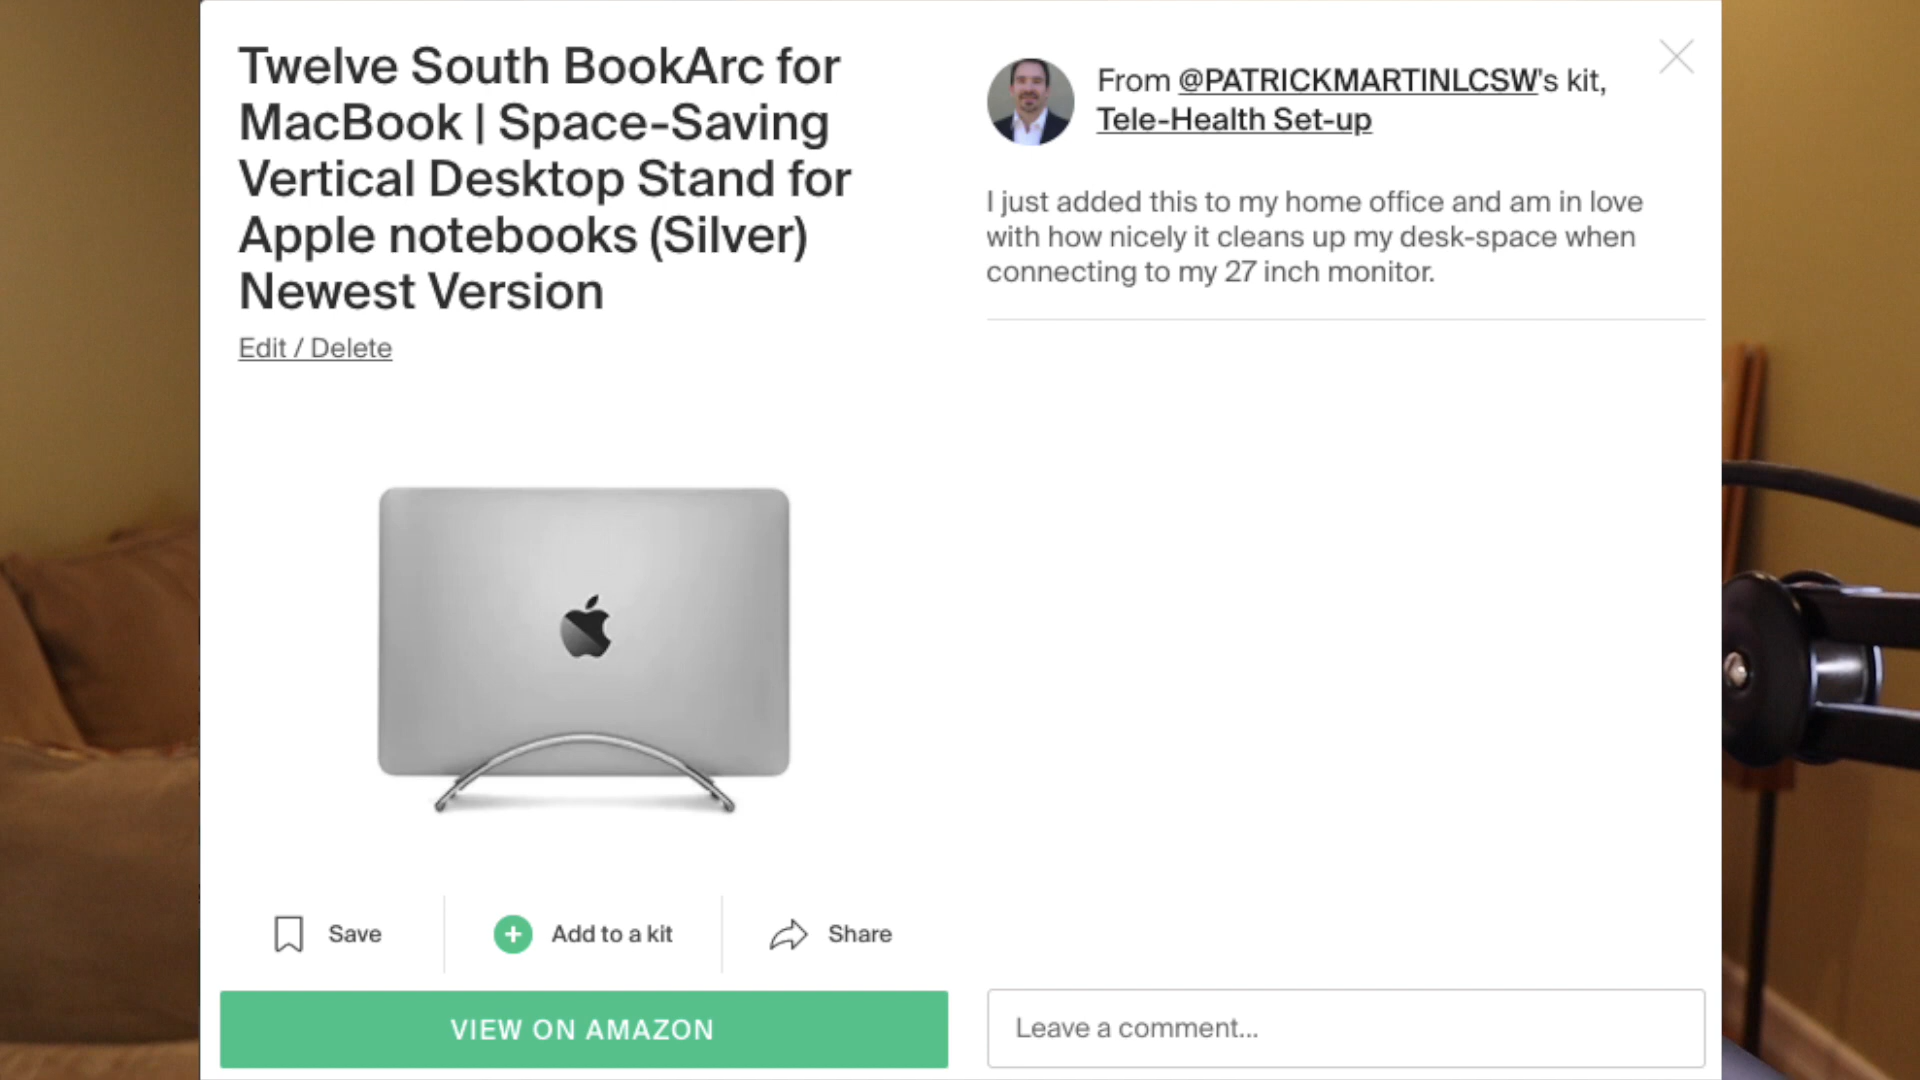 Twelve South BookArc for
MacBook | Space-Saving
Vertical Desktop Stand for
Apple notebooks (Silver)
Newest Version
Edit / Delete
From @PATRICKMARTINLCSW's kit,
Tele-Health Set-up
I just added this to my home office and am in love
with how nicely it cleans up my desk-space when
connecting to my 27 inch monitor.
Save
Add to a kit
Share
VIEW ON AMAZON
Leave a comment...